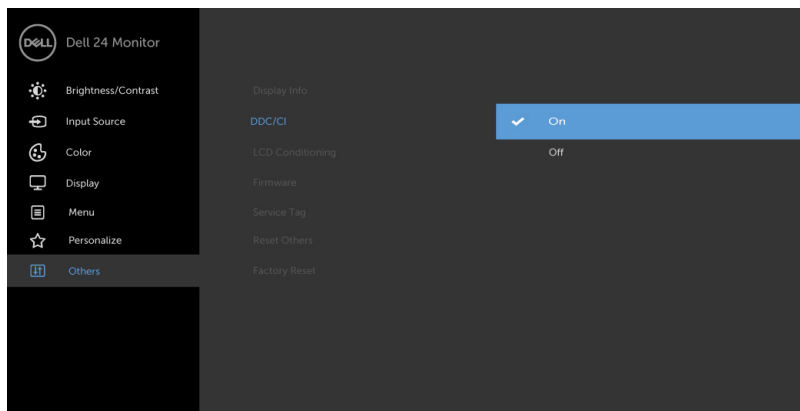 DELL Dell 24 Monitor
Brightness/Contrast
Input Source
Color
Display
Menu
Personalize
Others
Display Info
DDC/CI
LCD Conditioning
Firmware
Service Tag
Reset Others
Factory Reset
On
Off